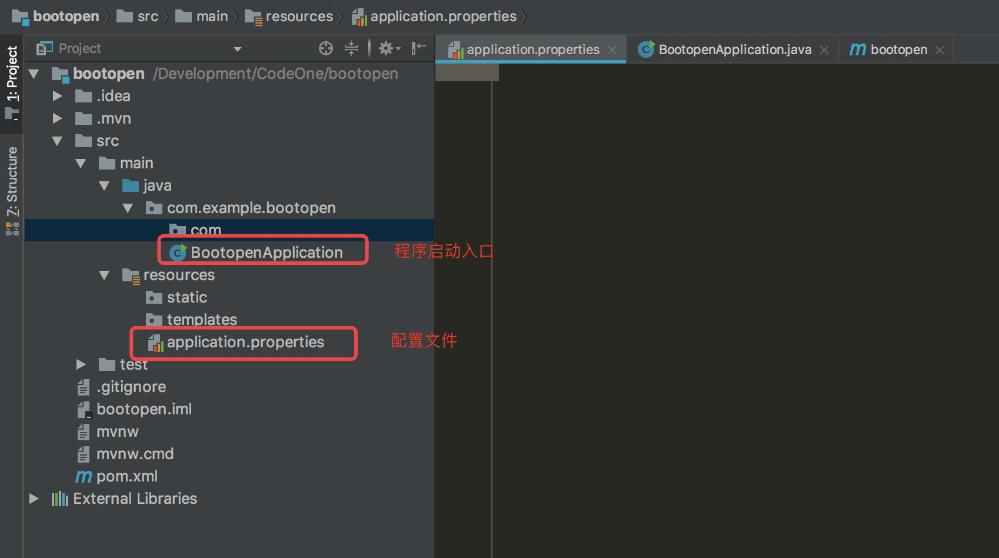 bootopen src main resources application.properties
1: Project
7: Structure
Project
application.properties BootopenApplication.java bootopen
bootopen /Development/CodeOne/bootopen
.idea
.mvn
src
main
java
com.example.bootopen
com
BootopenApplication 程序启动入口
resources
static
templates
application.properties 配置文件
test
.gitignore
bootopen.iml
mvnw
mvnw.cmd
pom.xml
External Libraries